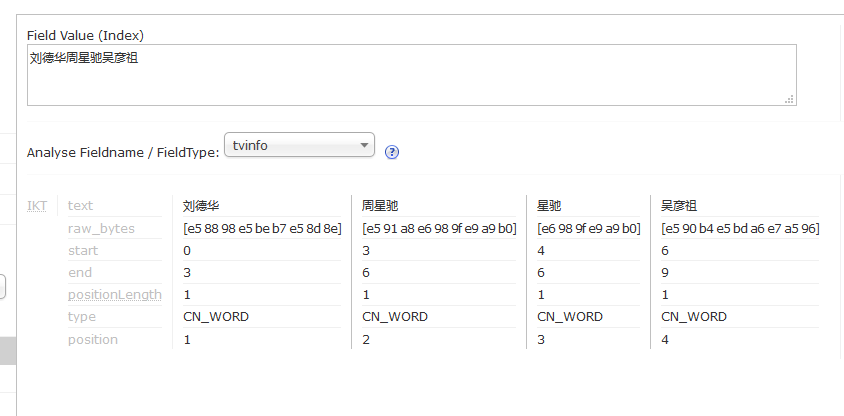 Field Value (Index)
刘德华周星驰吴彦祖
Analyse Fieldname / FieldType: tvinfo ?
IKT text 刘德华 周星驰 星驰 吴彦祖
raw_bytes [e5 88 98 e5 be b7 e5 8d 8e] [e5 91 a8 e6 98 9f e9 a9 b0] [e6 98 9f e9 a9 b0] [e5 90 b4 e5 bd a6 e7 a5 96]
start 0 3 4 6
end 3 6 6 9
positionLength 1 1 1 1
type CN_WORD CN_WORD CN_WORD CN_WORD
position 1 2 3 4